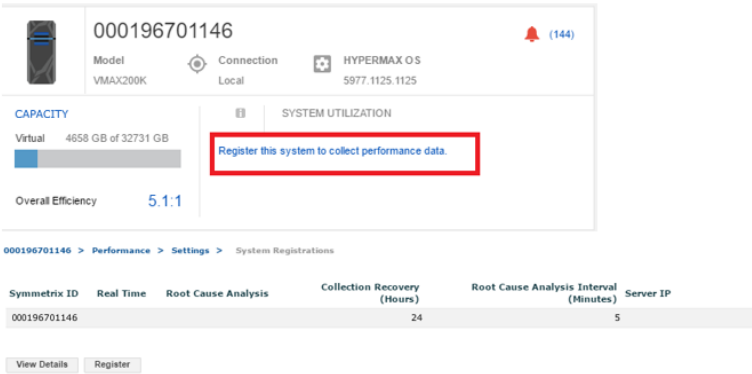 000196701146
(144)
Model Connection HYPERMAX OS
VMAX200K Local 5977.1125.1125
CAPACITY SYSTEM UTILIZATION
Virtual 4658 GB of 32731 GB
Register this system to collect performance data.
Overall Efficiency 5.1:1
000196701146 > Performance > Settings > System Registrations
Symmetrix ID Real Time Root Cause Analysis Collection Recovery (Hours) Root Cause Analysis Interval (Minutes) Server IP
000196701146 24 5
View Details Register